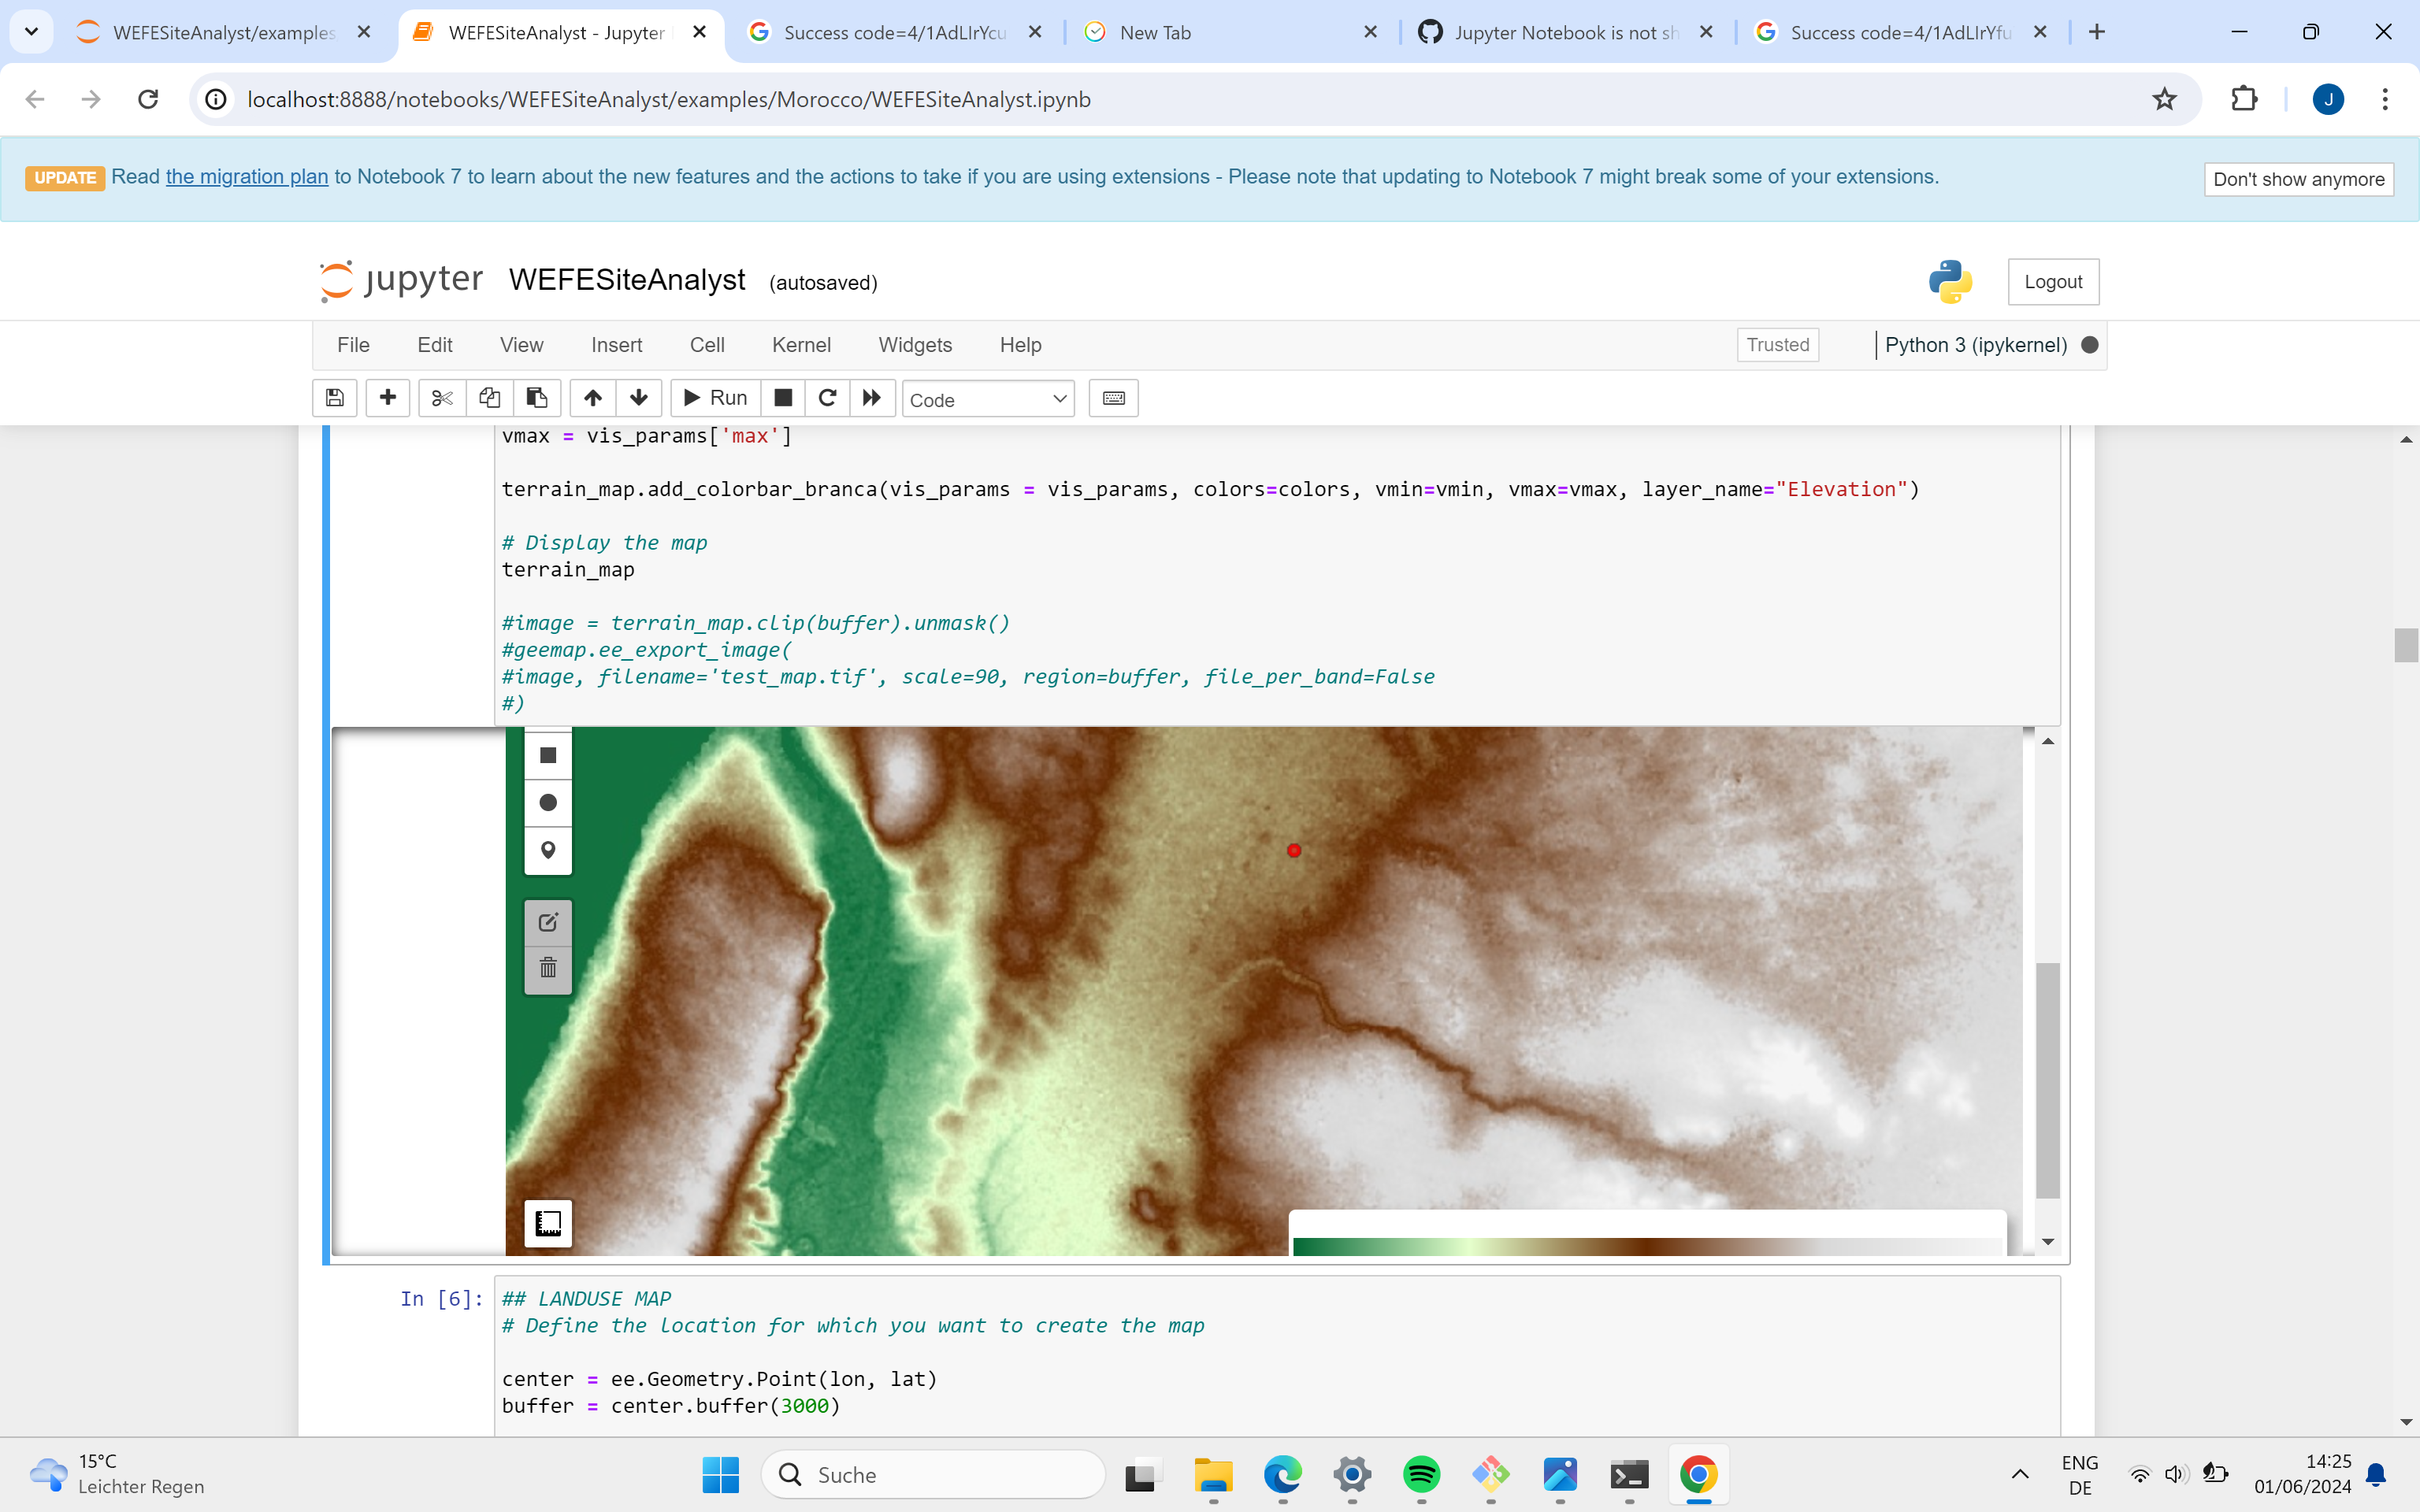 WEFESiteAnalyst/examples
WEFESiteAnalyst - Jupyter
Success code=4/1AdLIrYcu
New Tab
Jupyter Notebook is not sh
Success code=4/1AdLIrYfu
localhost:8888/notebooks/WEFESiteAnalyst/examples/Morocco/WEFESiteAnalyst.ipynb
J
UPDATE Read the migration plan to Notebook 7 to learn about the new features and the actions to take if you are using extensions - Please note that updating to Notebook 7 might break some of your extensions.
Don't show anymore
jupyter WEFESiteAnalyst (autosaved)
Logout
File Edit View Insert Cell Kernel Widgets Help
Trusted
Python 3 (ipykernel)
Run
Code
vmax = vis_params['max']
terrain_map.add_colorbar_branca(vis_params = vis_params, colors=colors, vmin=vmin, vmax=vmax, layer_name="Elevation")
# Display the map
terrain_map
#image = terrain_map.clip(buffer).unmask()
#geemap.ee_export_image(
#image, filename='test_map.tif', scale=90, region=buffer, file_per_band=False
#)
In [6]:
## LANDUSE MAP
# Define the location for which you want to create the map
center = ee.Geometry.Point(lon, lat)
buffer = center.buffer(3000)
15°C
Leichter Regen
Suche
ENG
DE
14:25
01/06/2024